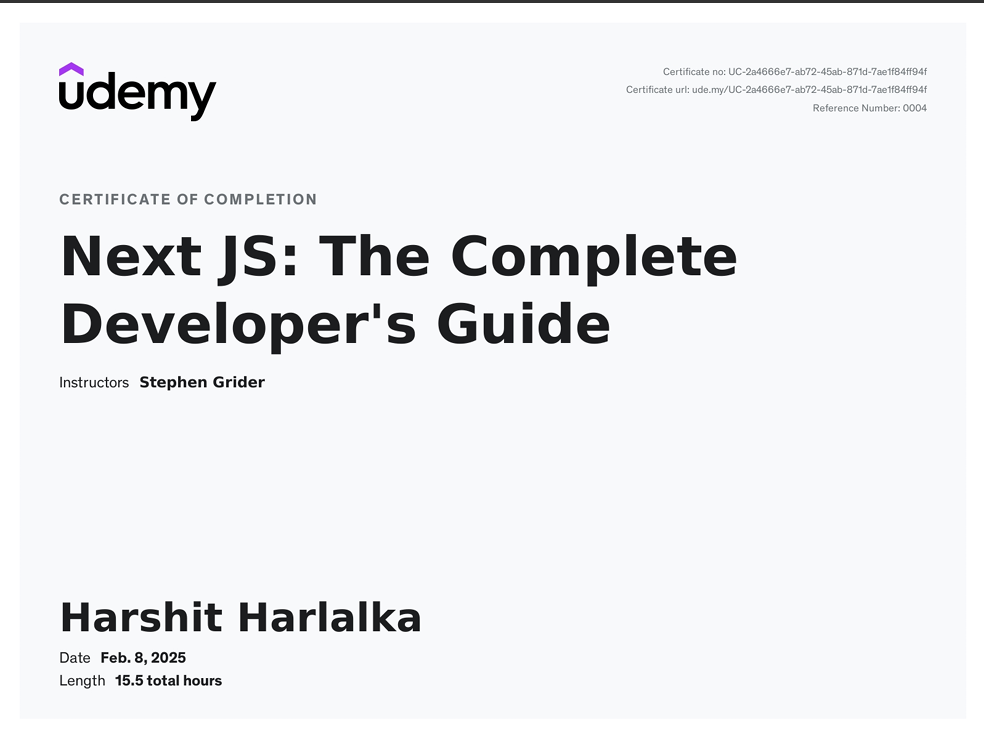 udemy
Certificate no: UC-2a4666e7-ab72-45ab-871d-7ae1f84ff94f
Certificate url: ude.my/UC-2a4666e7-ab72-45ab-871d-7ae1f84ff94f
Reference Number: 0004
CERTIFICATE OF COMPLETION
Next JS: The Complete
Developer's Guide
Instructors Stephen Grider
Harshit Harlalka
Date Feb. 8, 2025
Length 15.5 total hours